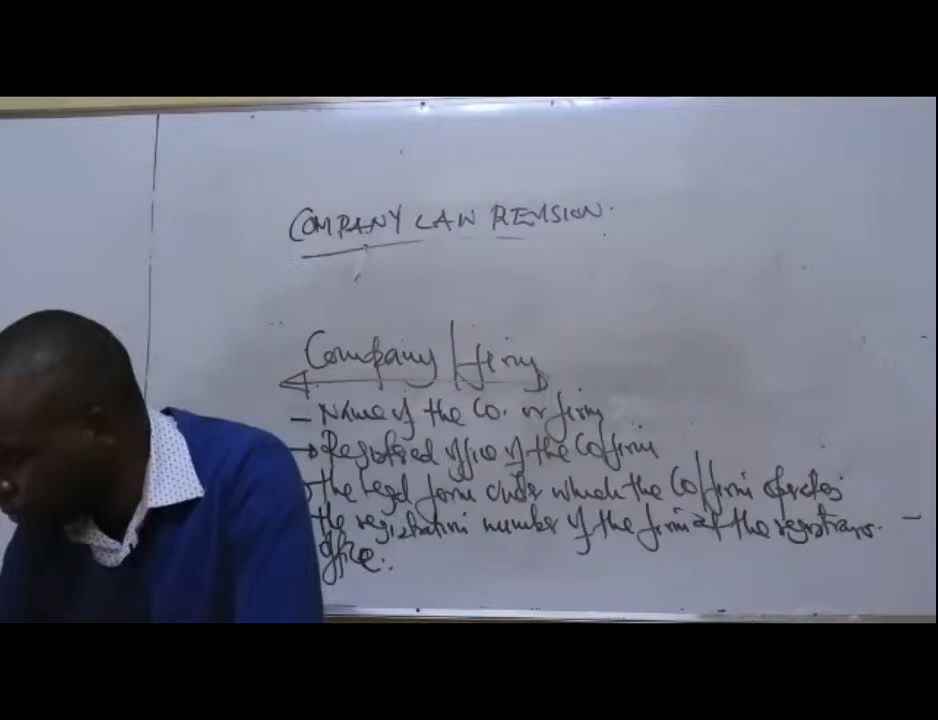 COMPANY LAW REVISION.
Company/firm
- Name of the Co. or firm
→ Registered office of the Co/firm
the legal form under which the Co/firm operates
the registration number of the firm at the registrars
office.